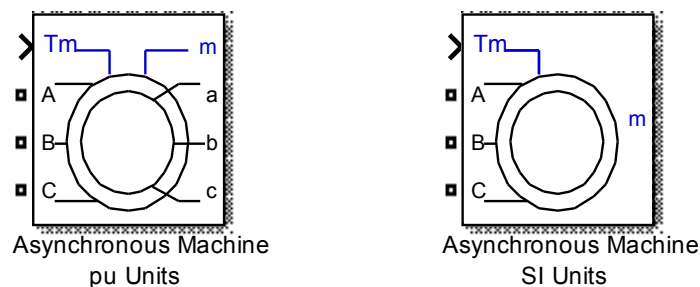 Tm
m
A
a
B
b
C
c
Asynchronous Machine
pu Units
Tm
A
m
B
C
Asynchronous Machine
SI Units